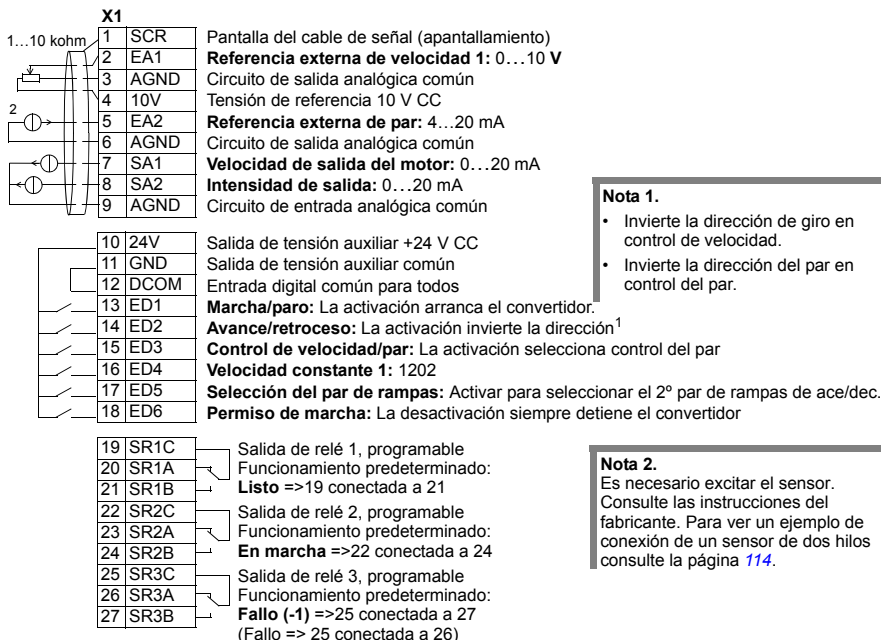 X1
1…10 kohm
1 SCR Pantalla del cable de señal (apantallamiento)
2 EA1 Referencia externa de velocidad 1: 0…10 V
3 AGND Circuito de salida analógica común
4 10V Tensión de referencia 10 V CC
2
5 EA2 Referencia externa de par: 4…20 mA
6 AGND Circuito de salida analógica común
7 SA1 Velocidad de salida del motor: 0…20 mA
8 SA2 Intensidad de salida: 0…20 mA
9 AGND Circuito de entrada analógica común
10 24V Salida de tensión auxiliar +24 V CC
11 GND Salida de tensión auxiliar común
12 DCOM Entrada digital común para todos
13 ED1 Marcha/paro: La activación arranca el convertidor.
14 ED2 Avance/retroceso: La activación invierte la dirección1
15 ED3 Control de velocidad/par: La activación selecciona control del par
16 ED4 Velocidad constante 1: 1202
17 ED5 Selección del par de rampas: Activar para seleccionar el 2º par de rampas de ace/dec.
18 ED6 Permiso de marcha: La desactivación siempre detiene el convertidor
Nota 1.
• Invierte la dirección de giro en
control de velocidad.
• Invierte la dirección del par en
control del par.
19 SR1C Salida de relé 1, programable
20 SR1A Funcionamiento predeterminado:
21 SR1B Listo =>19 conectada a 21
22 SR2C Salida de relé 2, programable
23 SR2A Funcionamiento predeterminado:
24 SR2B En marcha =>22 conectada a 24
25 SR3C Salida de relé 3, programable
26 SR3A Funcionamiento predeterminado:
27 SR3B Fallo (-1) =>25 conectada a 27
(Fallo => 25 conectada a 26)
Nota 2.
Es necesario excitar el sensor.
Consulte las instrucciones del
fabricante. Para ver un ejemplo de
conexión de un sensor de dos hilos
consulte la página 114.